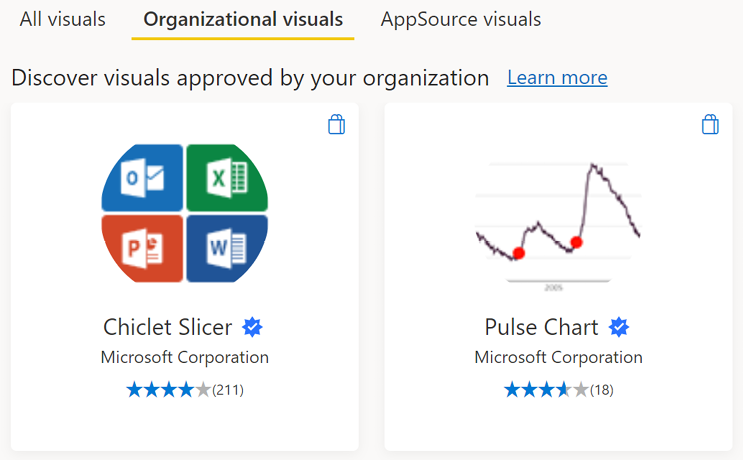 All visuals Organizational visuals AppSource visuals
Discover visuals approved by your organization Learn more
O X
P W
2005
Chiclet Slicer Pulse Chart
Microsoft Corporation Microsoft Corporation
(211) (18)